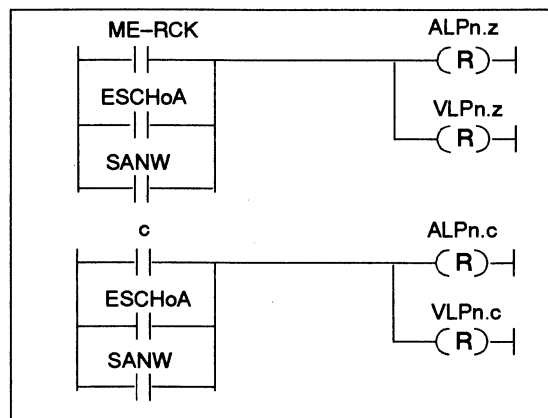 ME–RCK
ALPn.z
(R)
ESCHoA
VLPn.z
(R)
SANW
c
ALPn.c
(R)
ESCHoA
VLPn.c
(R)
SANW